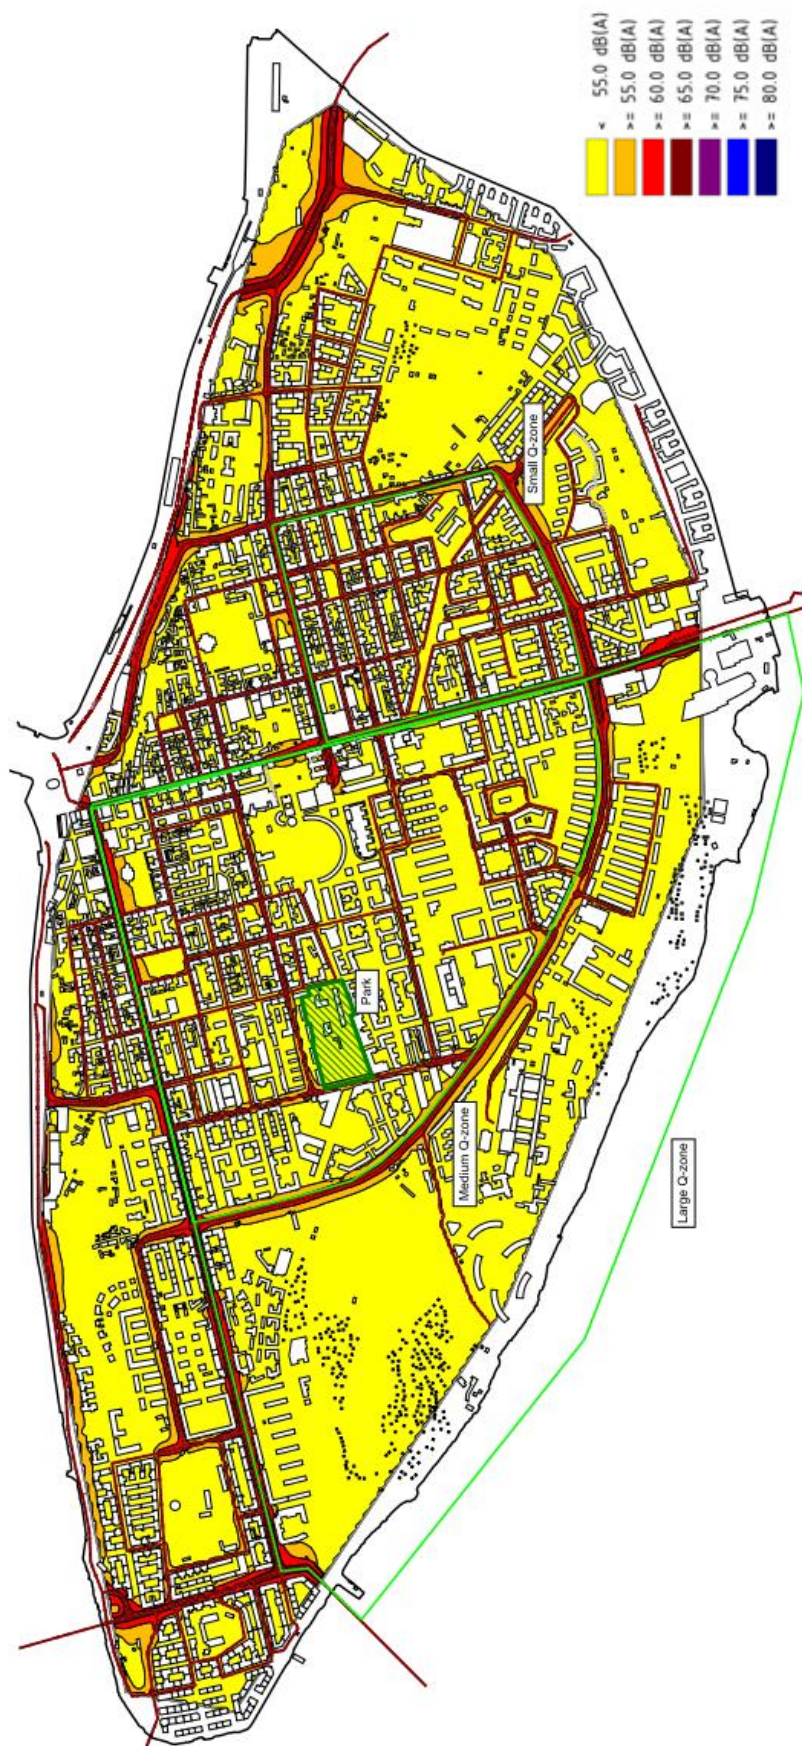 < 55.0 dB(A)
>= 55.0 dB(A)
>= 60.0 dB(A)
>= 65.0 dB(A)
>= 70.0 dB(A)
>= 75.0 dB(A)
>= 80.0 dB(A)
Small Q-zone
Park
Medium Q-zone
Large Q-zone